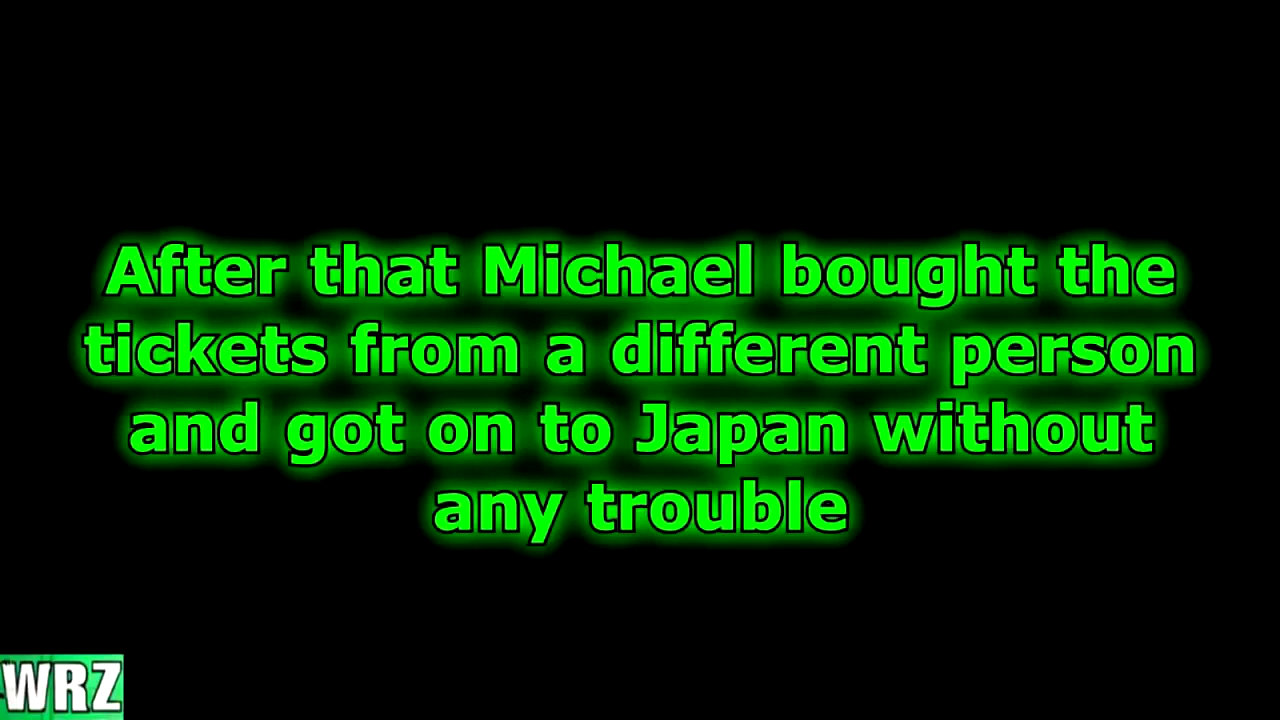 After that Michael bought the
tickets from a different person
and got on to Japan without
any trouble
WRZ